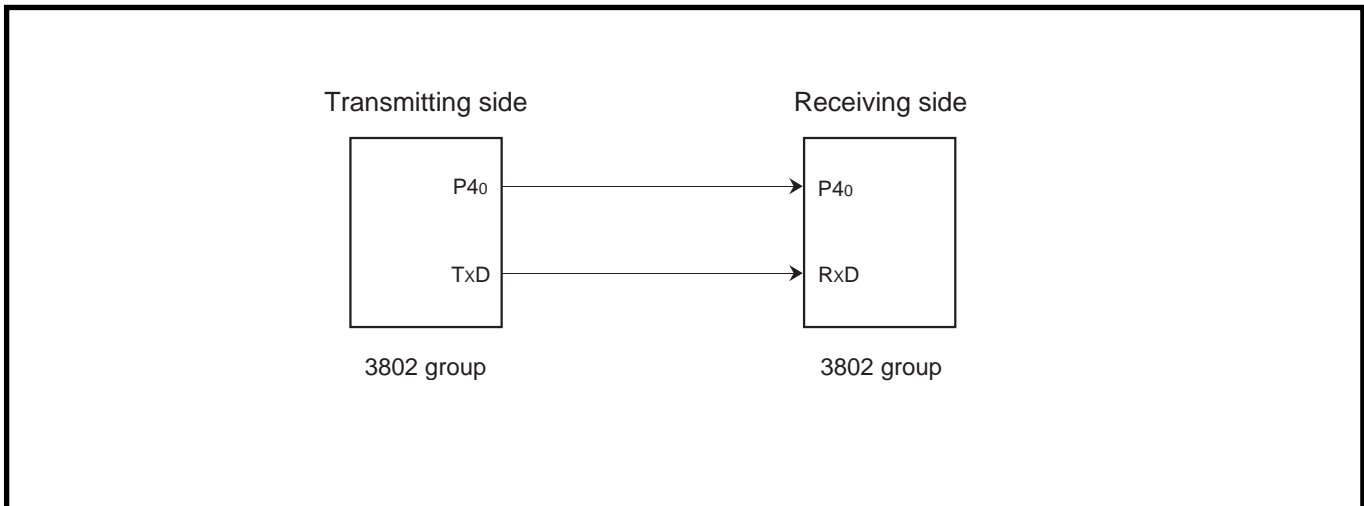 Transmitting side
Receiving side
P40
P40
TxD
RxD
3802 group
3802 group